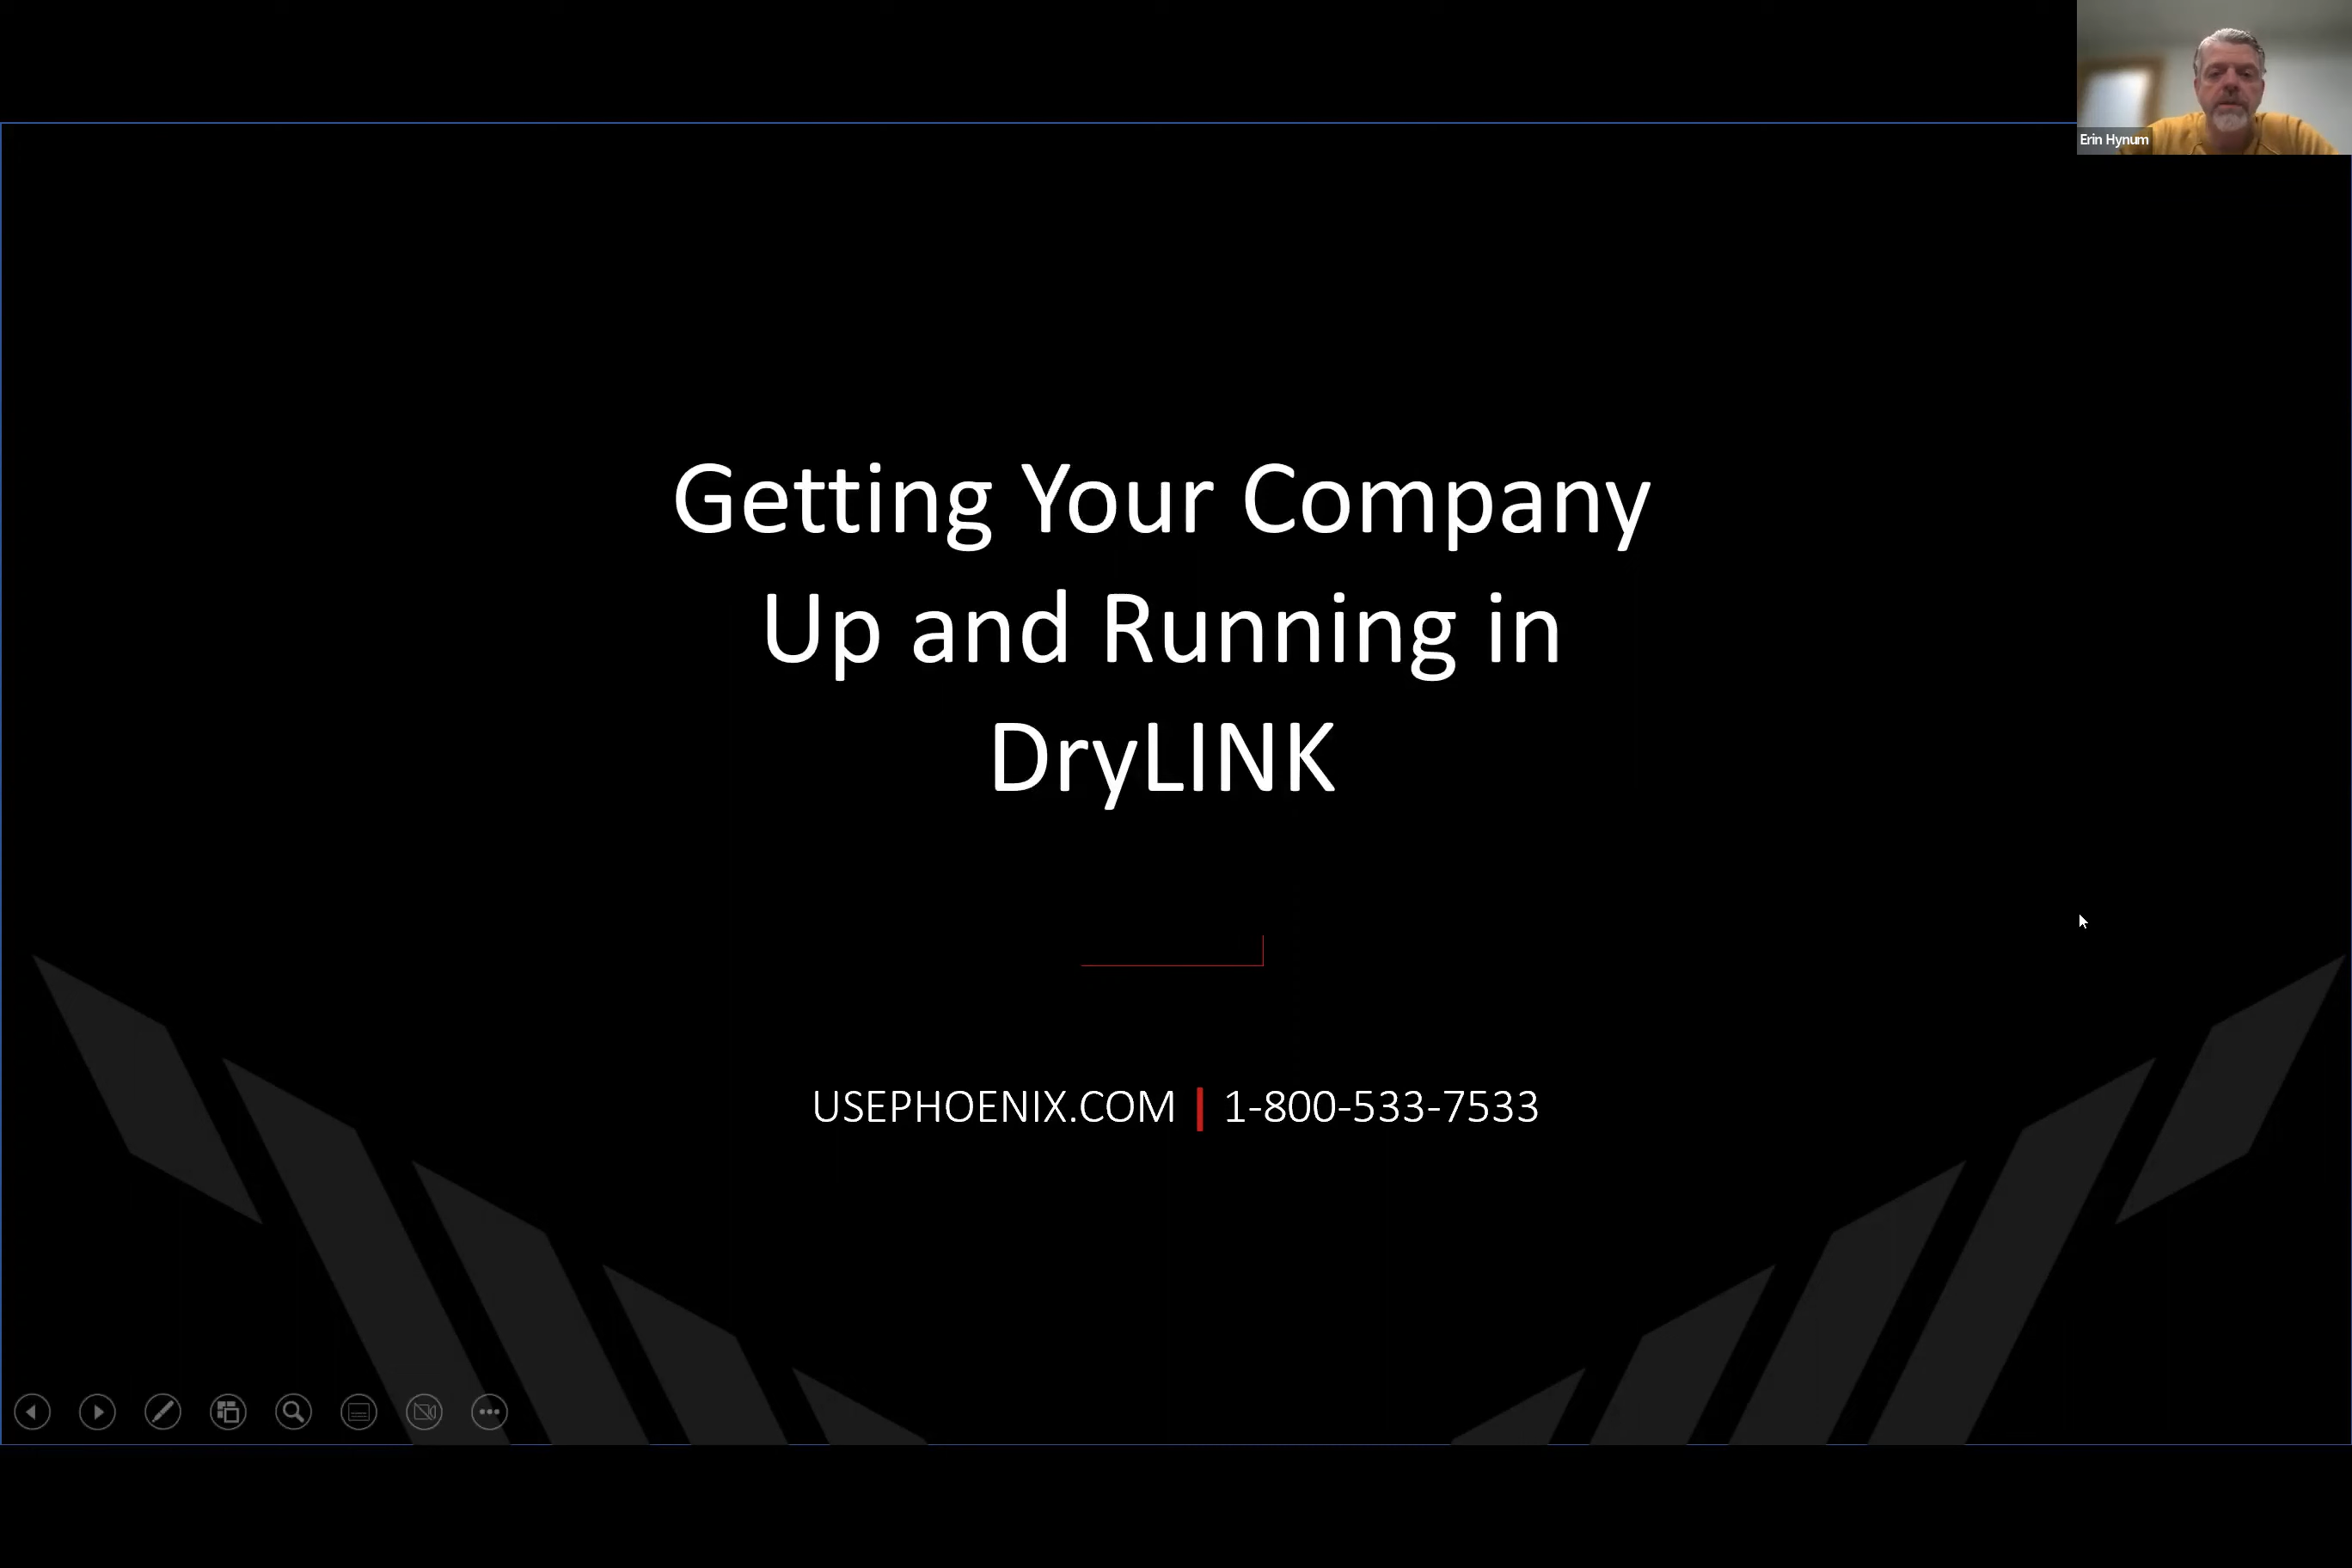 Erin Hynum
Getting Your Company
Up and Running in
DryLINK
USEPHOENIX.COM | 1-800-533-7533